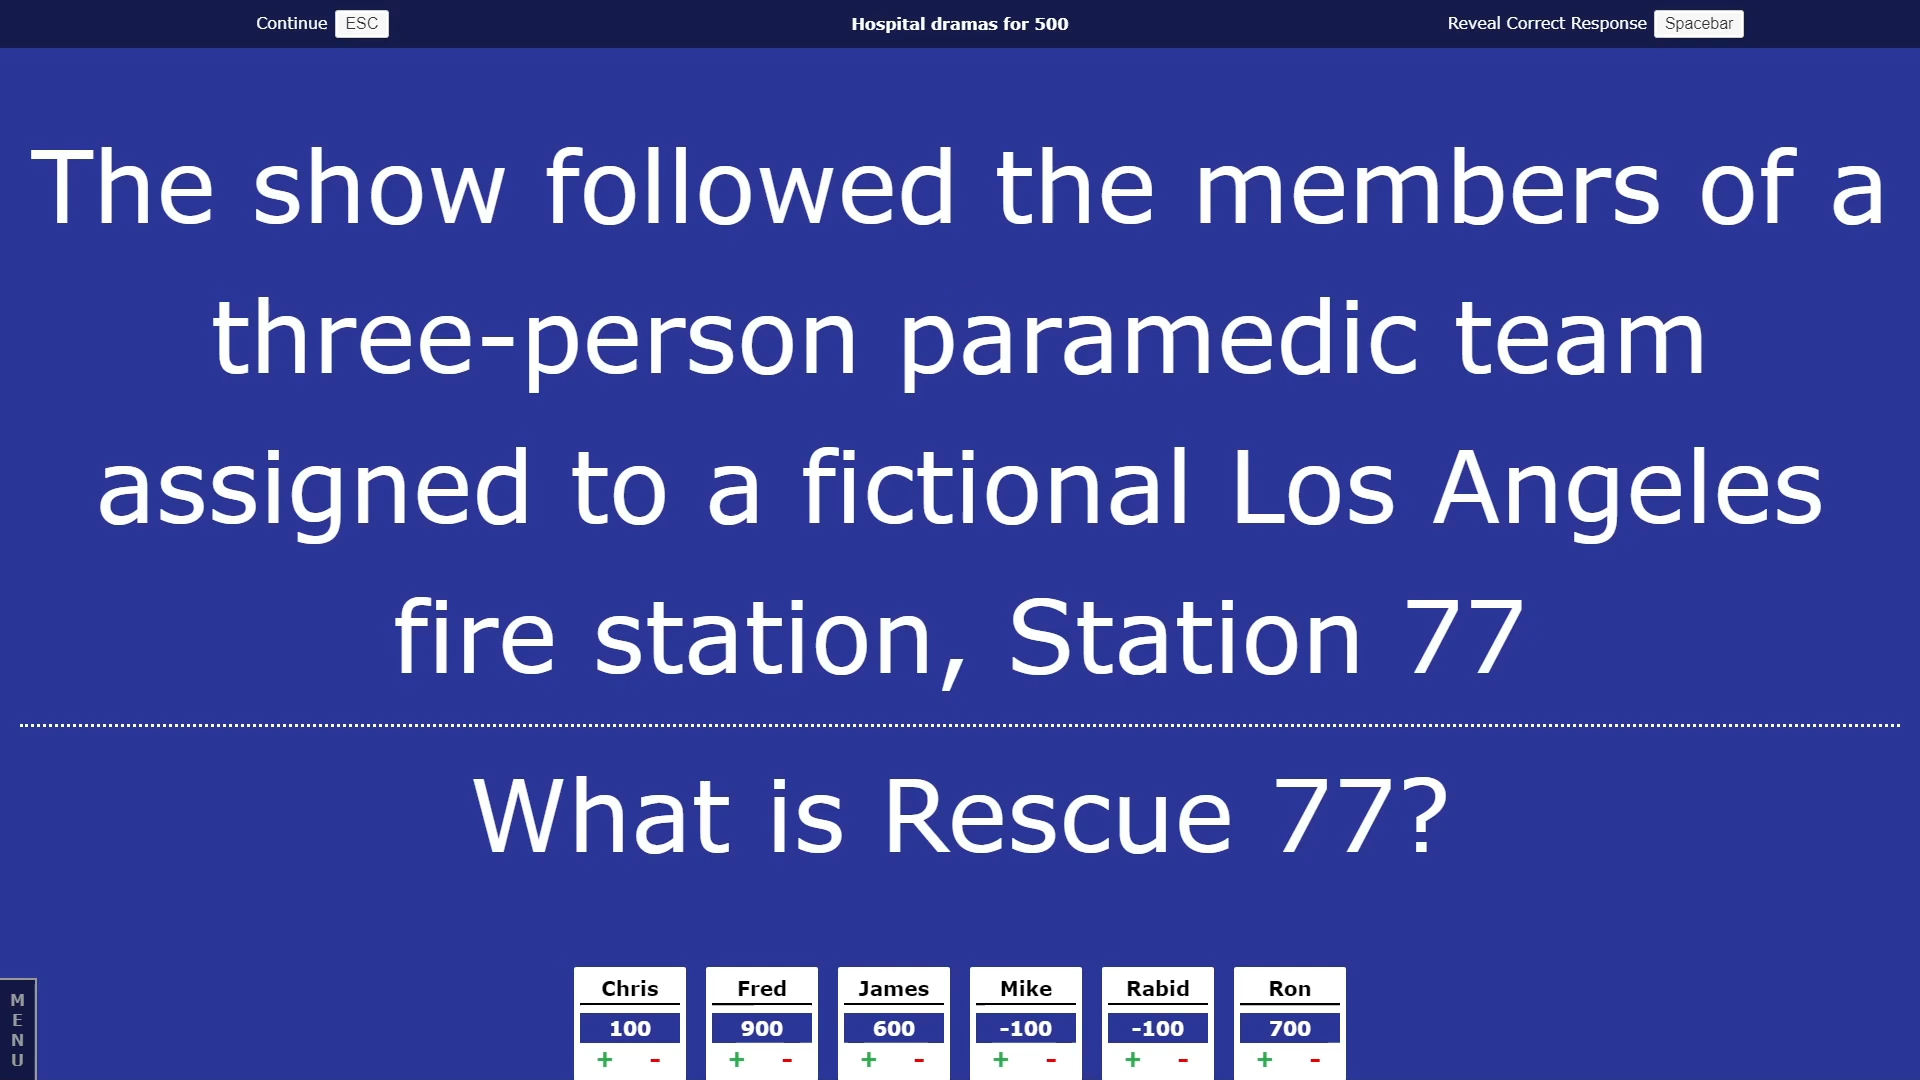 Continue ESC
Hospital dramas for 500
Reveal Correct Response Spacebar
The show followed the members of a
three-person paramedic team
assigned to a fictional Los Angeles
fire station, Station 77
What is Rescue 77?
MENU
Chris Fred James Mike Rabid Ron
100 900 600 -100 -100 700
+ - + - + - + - + - + -